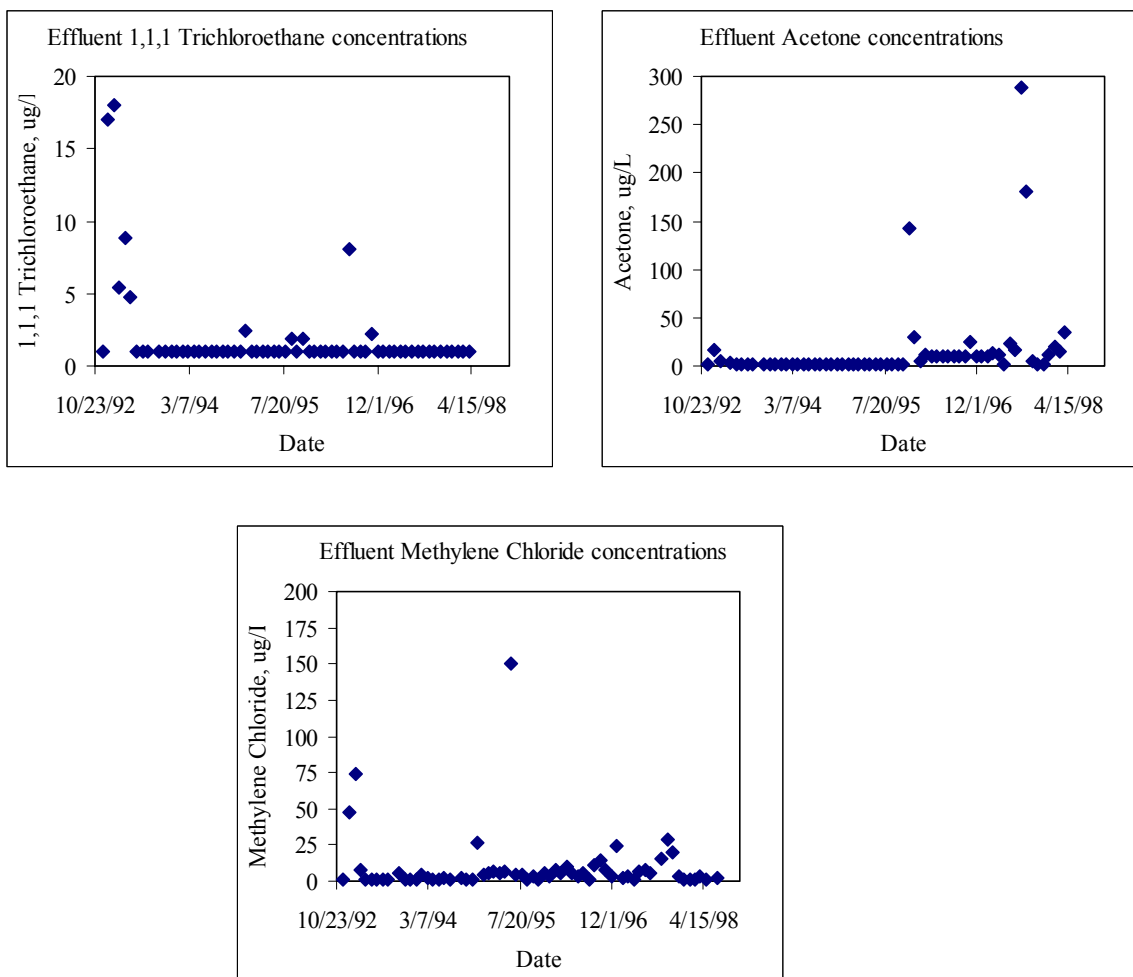 Effluent 1,1,1 Trichloroethane concentrations
1,1,1 Trichloroethane, ug/l
20
15
10
5
0
10/23/92 3/7/94 7/20/95 12/1/96 4/15/98
Date
Effluent Acetone concentrations
Acetone, ug/L
300
250
200
150
100
50
0
10/23/92 3/7/94 7/20/95 12/1/96 4/15/98
Date
Effluent Methylene Chloride concentrations
Methylene Chloride, ug/l
200
175
150
125
100
75
50
25
0
10/23/92 3/7/94 7/20/95 12/1/96 4/15/98
Date